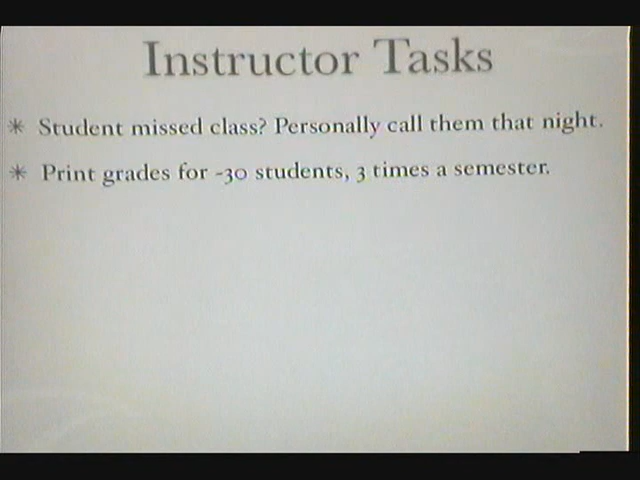 Instructor Tasks
* Student missed class? Personally call them that night.
* Print grades for ~30 students, 3 times a semester.